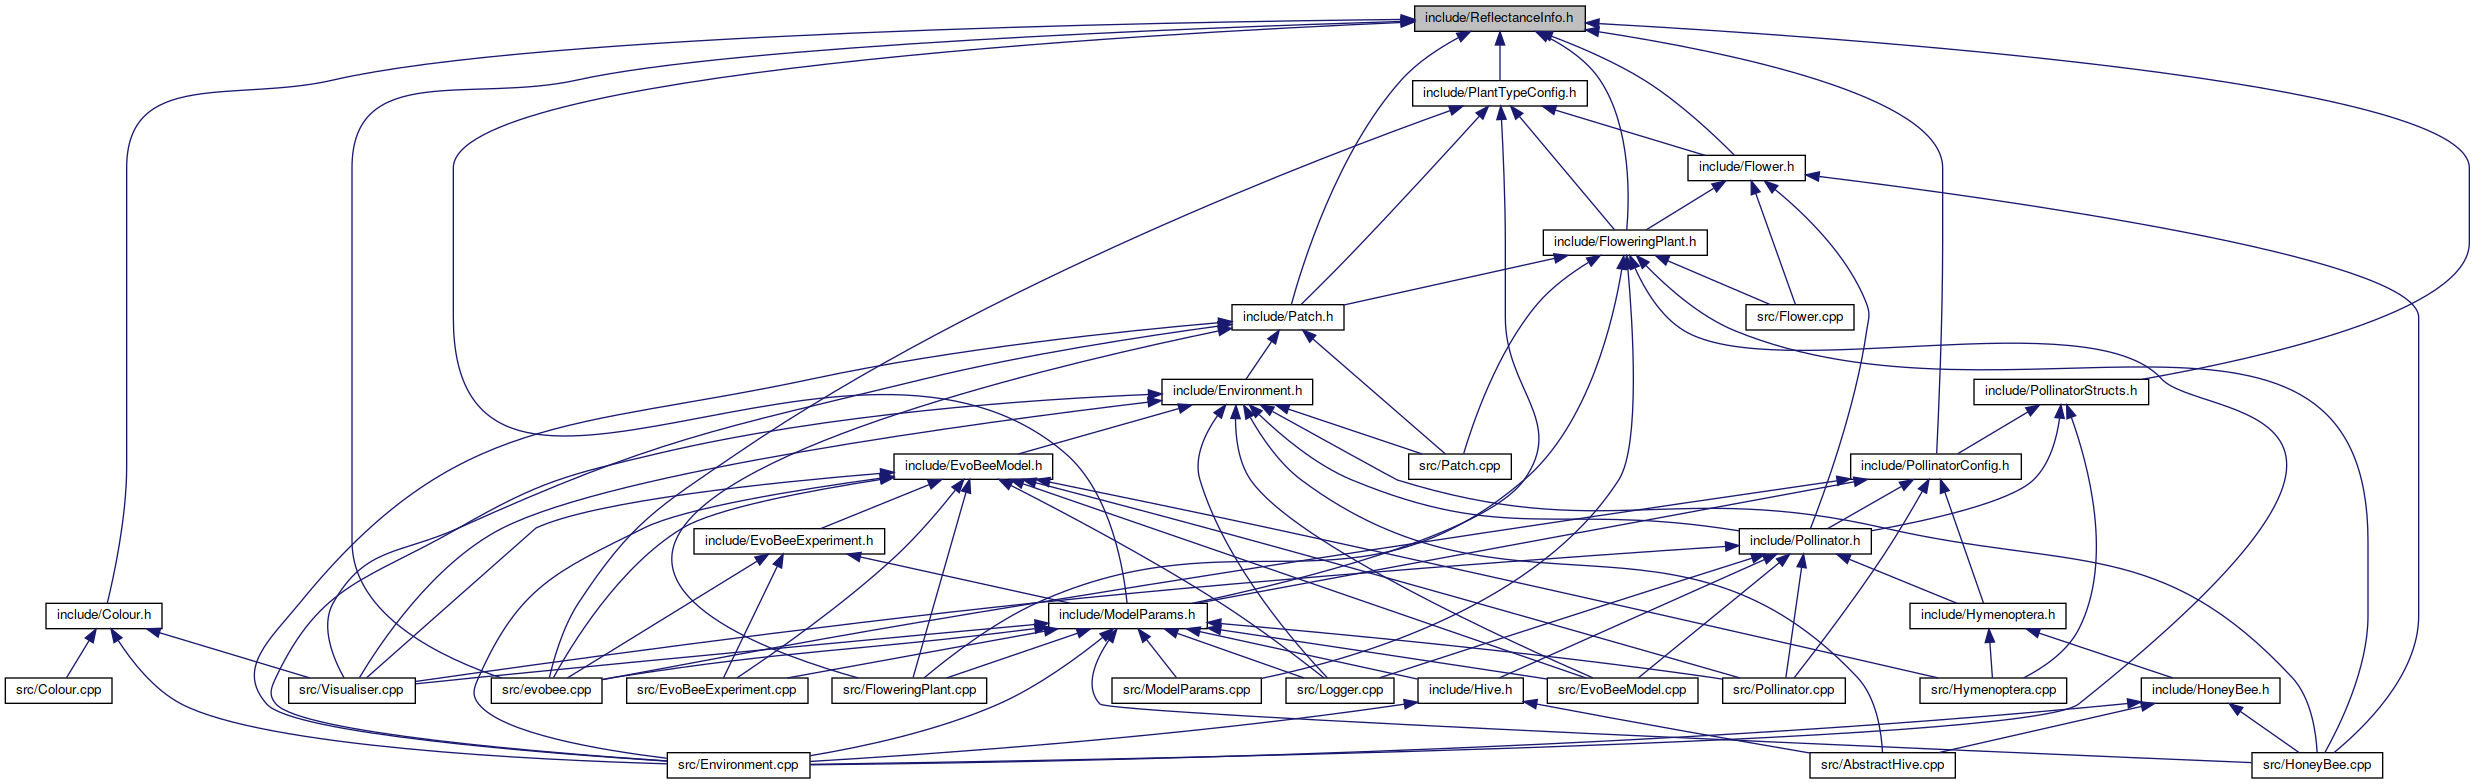 include/ReflectanceInfo.h
include/PlantTypeConfig.h
include/Flower.h
include/FloweringPlant.h
include/Patch.h
src/Flower.cpp
include/Environment.h
include/PollinatorStructs.h
include/EvoBeeModel.h
src/Patch.cpp
include/PollinatorConfig.h
include/EvoBeeExperiment.h
include/Pollinator.h
include/Colour.h
include/ModelParams.h
include/Hymenoptera.h
src/Colour.cpp
src/Visualiser.cpp
src/evobee.cpp
src/EvoBeeExperiment.cpp
src/FloweringPlant.cpp
src/ModelParams.cpp
src/Logger.cpp
include/Hive.h
src/EvoBeeModel.cpp
src/Pollinator.cpp
src/Hymenoptera.cpp
include/HoneyBee.h
src/Environment.cpp
src/AbstractHive.cpp
src/HoneyBee.cpp